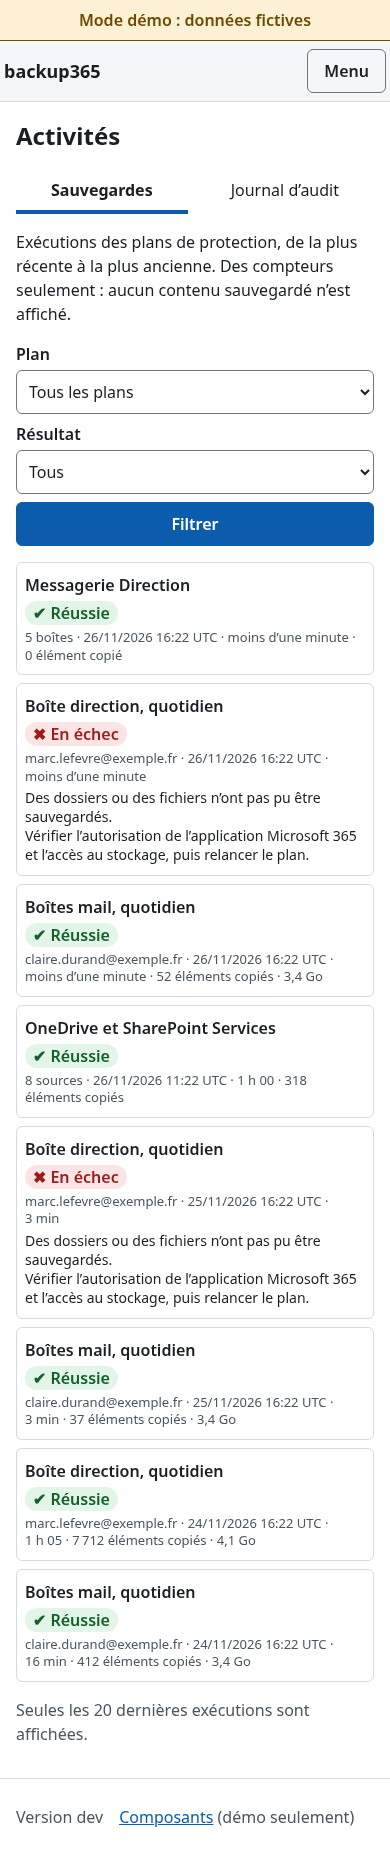 Mode démo : données fictives
backup365
Menu
Activités
Sauvegardes
Journal d’audit
Exécutions des plans de protection, de la plus
récente à la plus ancienne. Des compteurs
seulement : aucun contenu sauvegardé n’est
affiché.
Plan
Tous les plans
Résultat
Tous
Filtrer
Messagerie Direction
✔ Réussie
5 boîtes · 26/11/2026 16:22 UTC · moins d’une minute ·
0 élément copié
Boîte direction, quotidien
✖ En échec
marc.lefevre@exemple.fr · 26/11/2026 16:22 UTC ·
moins d’une minute
Des dossiers ou des fichiers n’ont pas pu être
sauvegardés.
Vérifier l’autorisation de l’application Microsoft 365
et l’accès au stockage, puis relancer le plan.
Boîtes mail, quotidien
✔ Réussie
claire.durand@exemple.fr · 26/11/2026 16:22 UTC ·
moins d’une minute · 52 éléments copiés · 3,4 Go
OneDrive et SharePoint Services
✔ Réussie
8 sources · 26/11/2026 11:22 UTC · 1 h 00 · 318
éléments copiés
Boîte direction, quotidien
✖ En échec
marc.lefevre@exemple.fr · 25/11/2026 16:22 UTC ·
3 min
Des dossiers ou des fichiers n’ont pas pu être
sauvegardés.
Vérifier l’autorisation de l’application Microsoft 365
et l’accès au stockage, puis relancer le plan.
Boîtes mail, quotidien
✔ Réussie
claire.durand@exemple.fr · 25/11/2026 16:22 UTC ·
3 min · 37 éléments copiés · 3,4 Go
Boîte direction, quotidien
✔ Réussie
marc.lefevre@exemple.fr · 24/11/2026 16:22 UTC ·
1 h 05 · 7 712 éléments copiés · 4,1 Go
Boîtes mail, quotidien
✔ Réussie
claire.durand@exemple.fr · 24/11/2026 16:22 UTC ·
16 min · 412 éléments copiés · 3,4 Go
Seules les 20 dernières exécutions sont
affichées.
Version dev Composants (démo seulement)